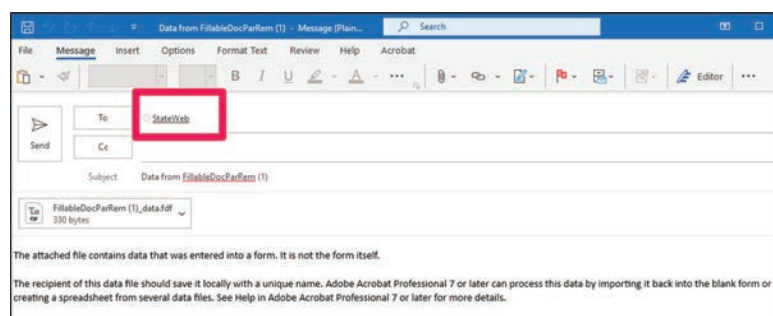 Data from FillableDocParRem (1) - Message (Plain... Search
File Message Insert Options Format Text Review Help Acrobat
B I U A Editor
To StateWeb
Send Cc
Subject Data from FillableDocParRem (1)
FillableDocParRem (1)_data.fdf
330 bytes
The attached file contains data that was entered into a form. It is not the form itself.
The recipient of this data file should save it locally with a unique name. Adobe Acrobat Professional 7 or later can process this data by importing it back into the blank form or
creating a spreadsheet from several data files. See Help in Adobe Acrobat Professional 7 or later for more details.